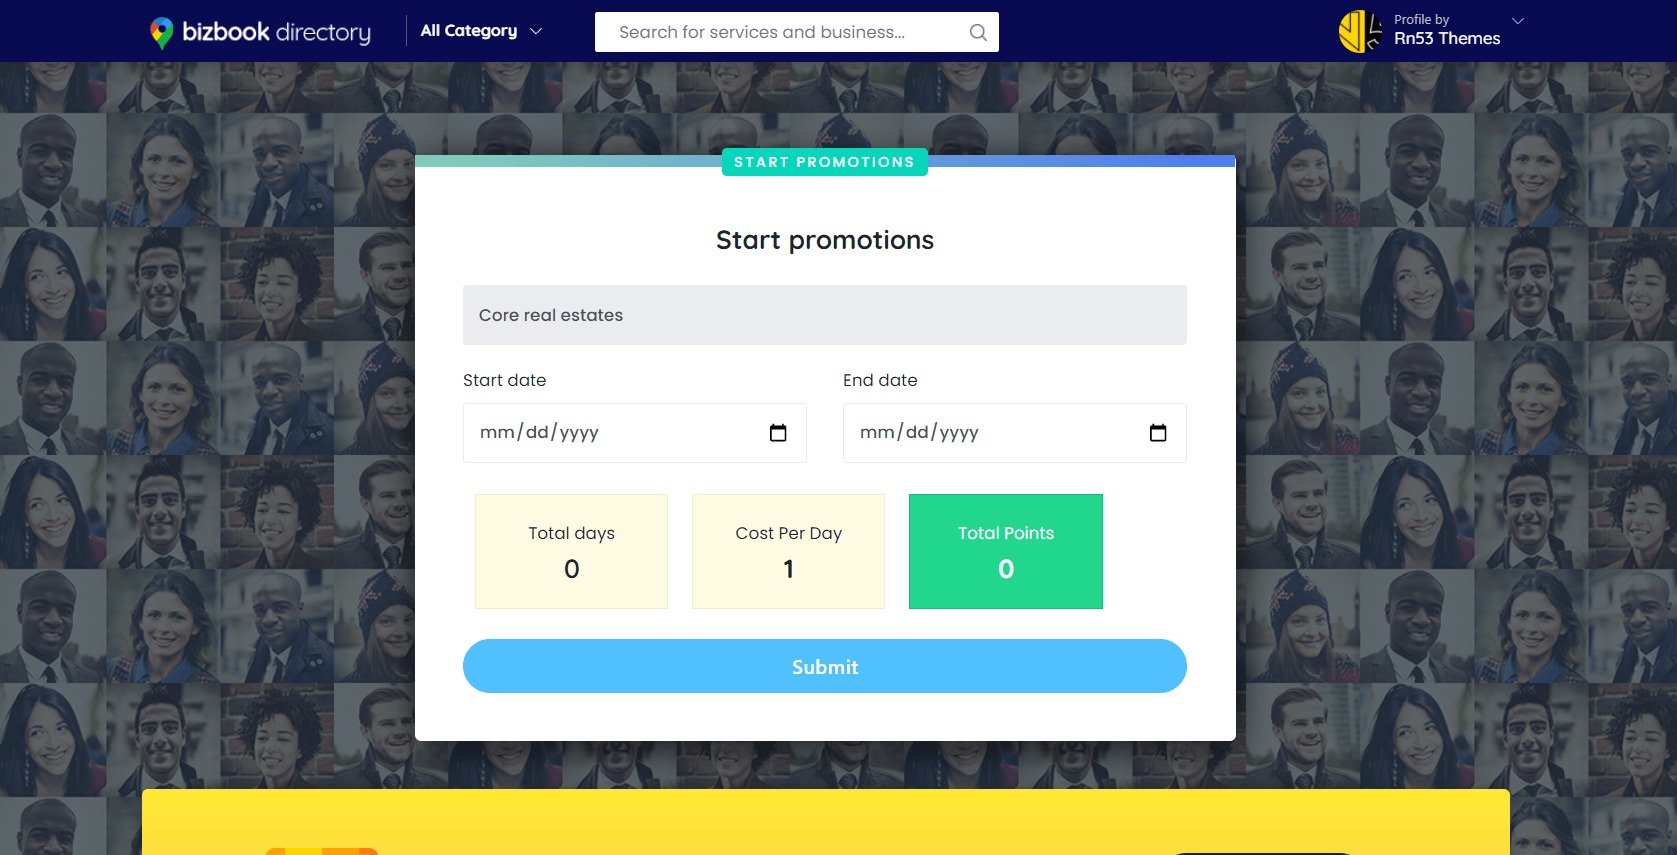 bizbook directory
All Category
Search for services and business...
Profile by
Rn53 Themes
START PROMOTIONS
Start promotions
Core real estates
Start date
End date
mm/dd/yyyy
mm/dd/yyyy
Total days
0
Cost Per Day
1
Total Points
0
Submit